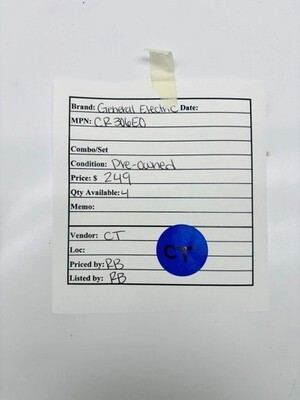 Brand: General Electric Date:
MPN: CR306E0
Combo/Set
Condition: Pre-owned
Price: $ 249
Qty Available: 4
Memo:
Vendor: CT
Loc:
CT
Priced by: RB
Listed by: RB